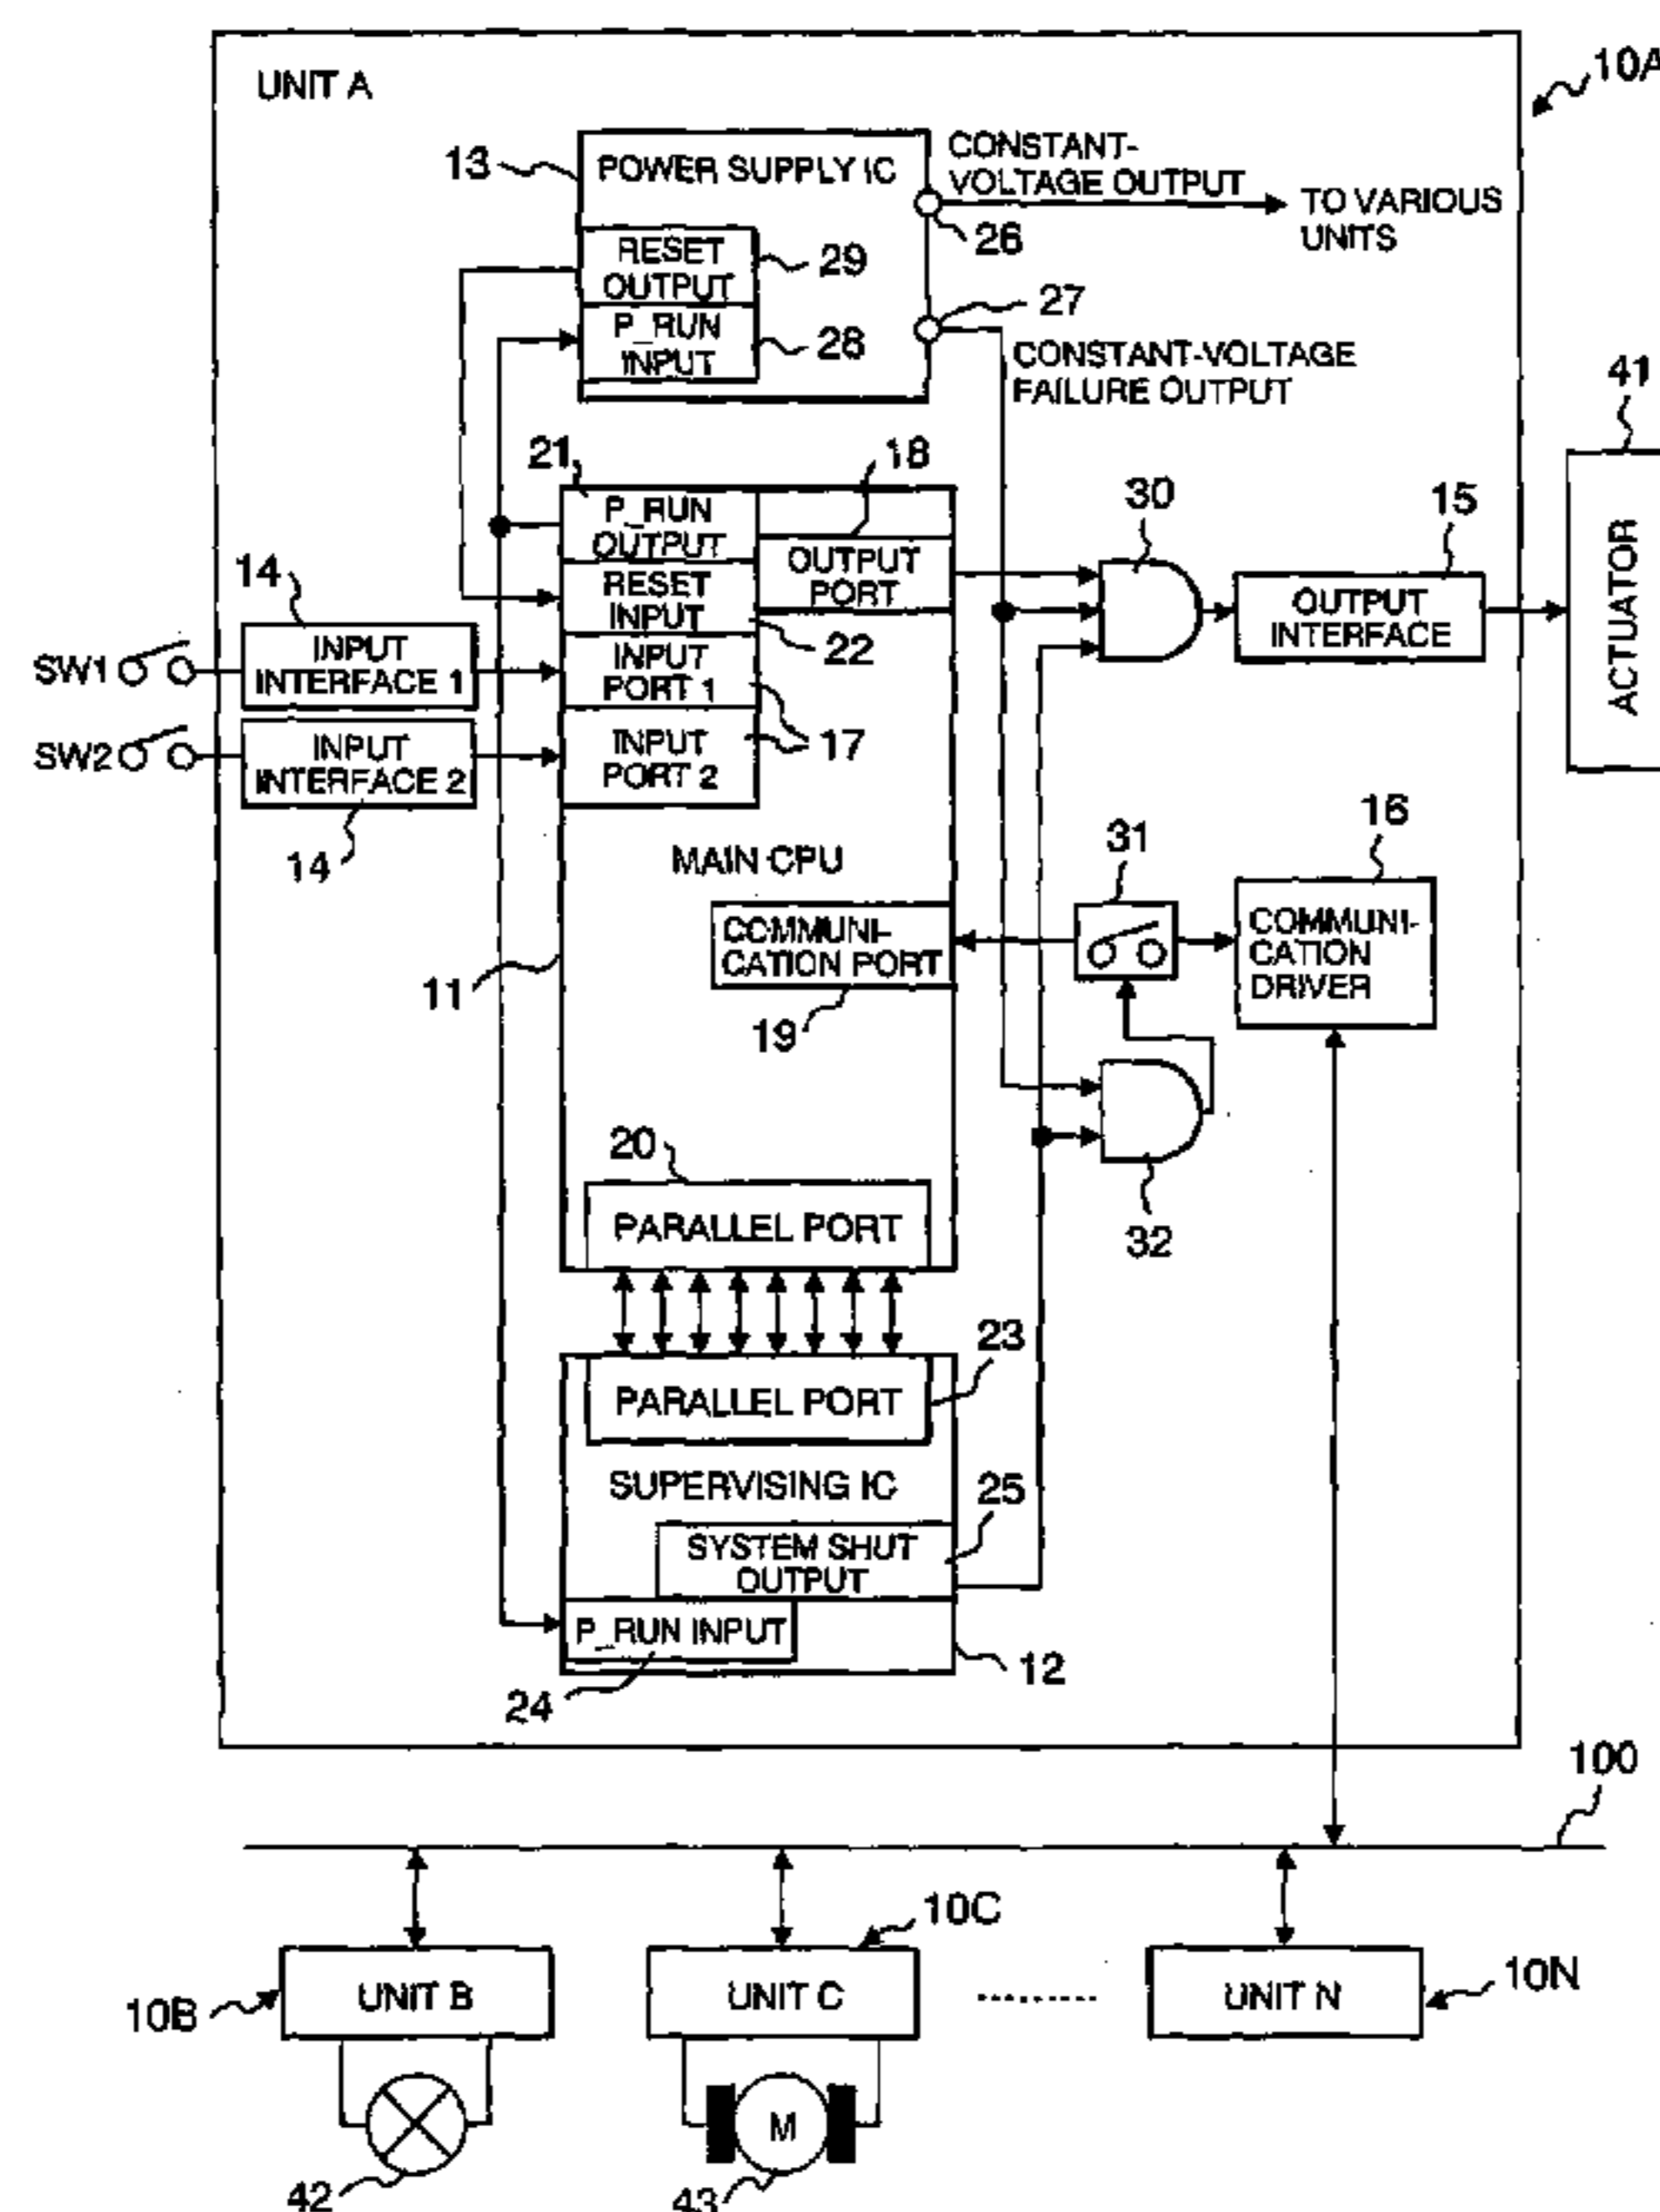 UNIT A
10A
13
POWER SUPPLY IC
CONSTANT-
VOLTAGE OUTPUT
TO VARIOUS
UNITS
26
RESET
OUTPUT
29
27
P_RUN
INPUT
28
CONSTANT-VOLTAGE
FAILURE OUTPUT
41
ACTUATOR
21
18
P_RUN
OUTPUT
30
15
OUTPUT
PORT
14
RESET
INPUT
22
OUTPUT
INTERFACE
SW1
INPUT
INTERFACE 1
INPUT
PORT 1
SW2
INPUT
INTERFACE 2
INPUT
PORT 2
17
14
MAIN CPU
31
16
COMMUNI-
CATION PORT
COMMUNI-
CATION
DRIVER
11
19
20
PARALLEL PORT
32
23
PARALLEL PORT
SUPERVISING IC
25
SYSTEM SHUT
OUTPUT
P_RUN INPUT
12
24
100
10B
UNIT B
10C
UNIT C
UNIT N
10N
M
42
43